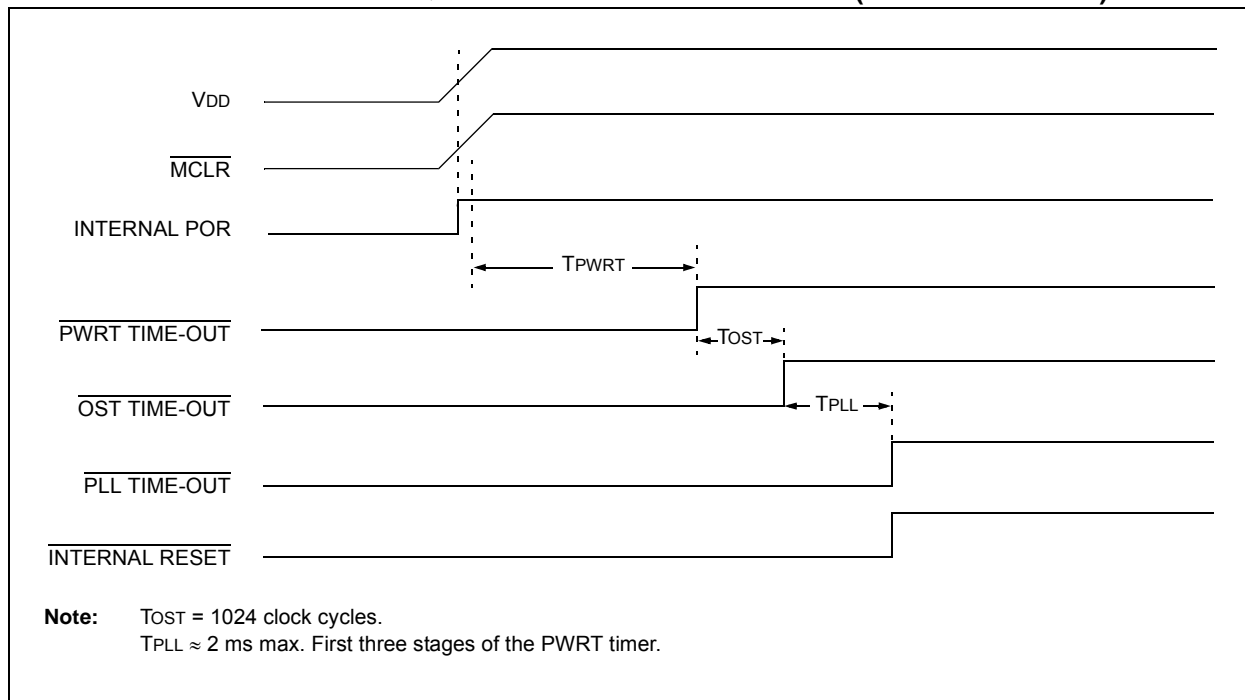 VDD
MCLR
INTERNAL POR
TPWRT
PWRT TIME-OUT
TOST
OST TIME-OUT
TPLL
PLL TIME-OUT
INTERNAL RESET
Note: TOST = 1024 clock cycles.
TPLL ≈ 2 ms max. First three stages of the PWRT timer.